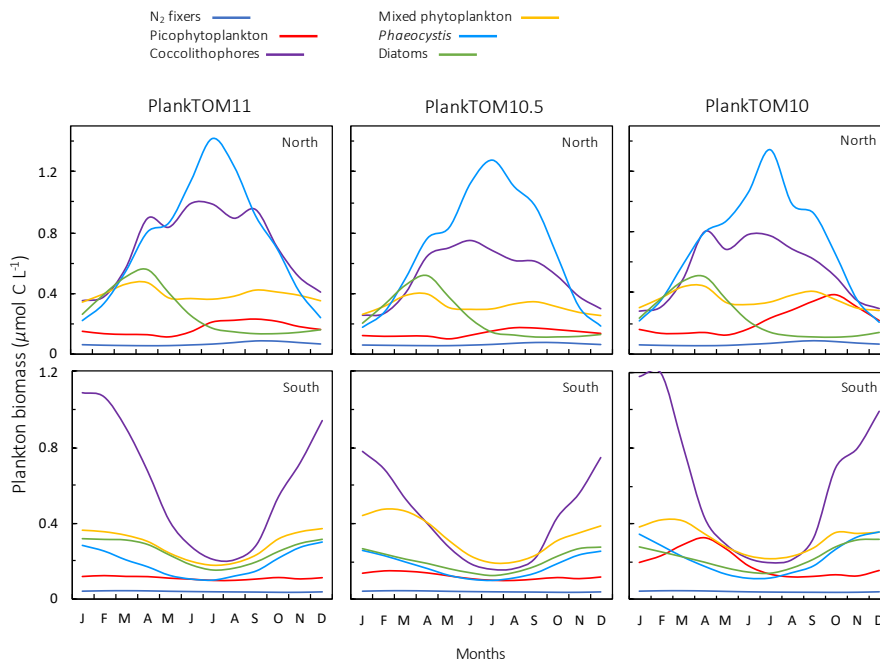 N₂ fixers
Mixed phytoplankton
Picophytoplankton
Phaeocystis
Coccolithophores
Diatoms
PlankTOM11 PlankTOM10.5 PlankTOM10
North North North
1.2
0.8
0.4
0
South South South
1.2
0.8
0.4
0
Plankton biomass (µmol C L⁻¹)
J F M A M J J A S O N D J F M A M J J A S O N D J F M A M J J A S O N D
Months